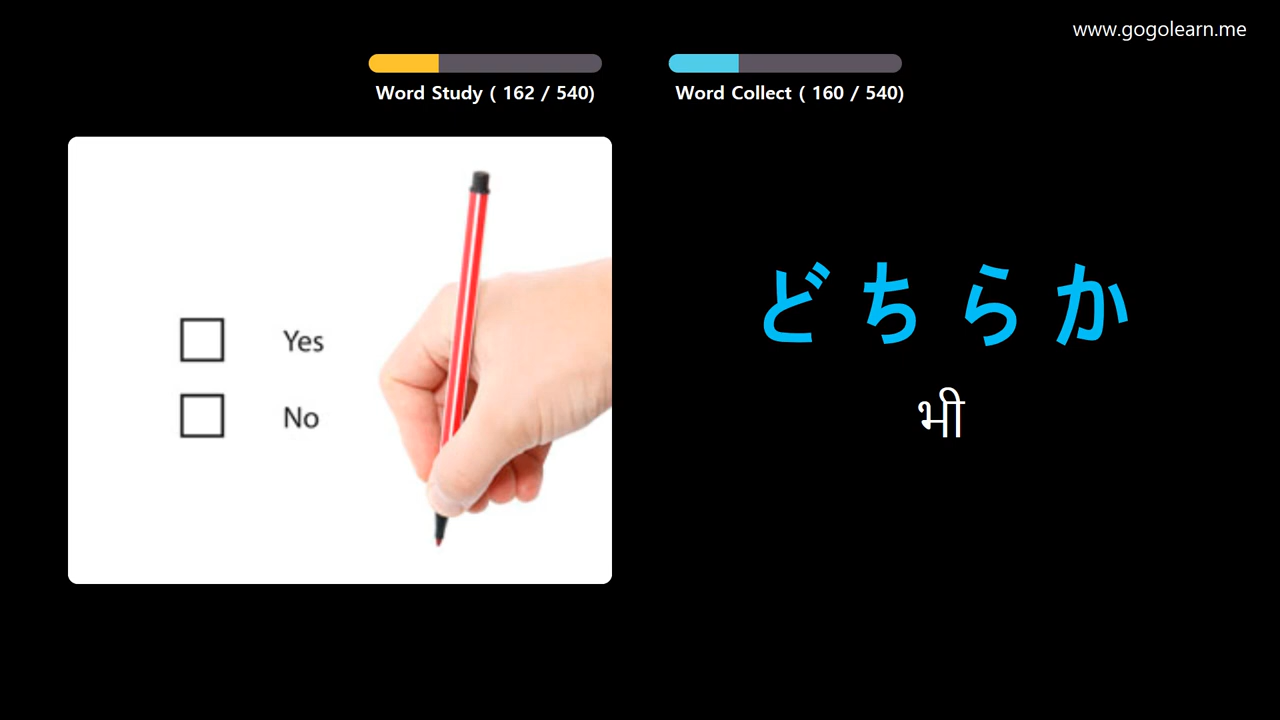 www.gogolearn.me
Word Study ( 162 / 540)
Word Collect ( 160 / 540)
Yes
No
どちらか
भी